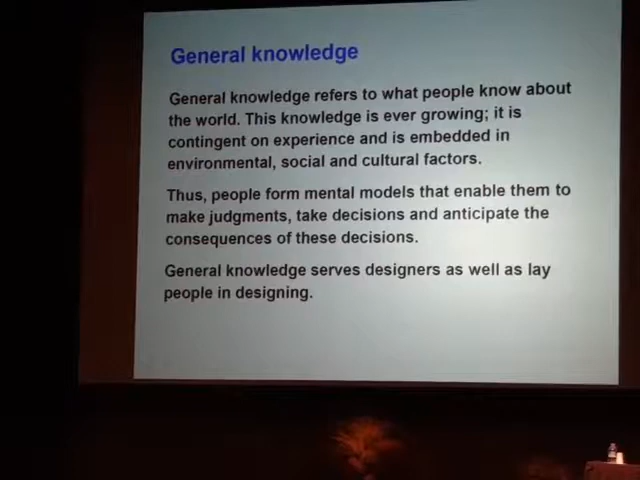 General knowledge
General knowledge refers to what people know about
the world. This knowledge is ever growing; it is
contingent on experience and is embedded in
environmental, social and cultural factors.
Thus, people form mental models that enable them to
make judgments, take decisions and anticipate the
consequences of these decisions.
General knowledge serves designers as well as lay
people in designing.